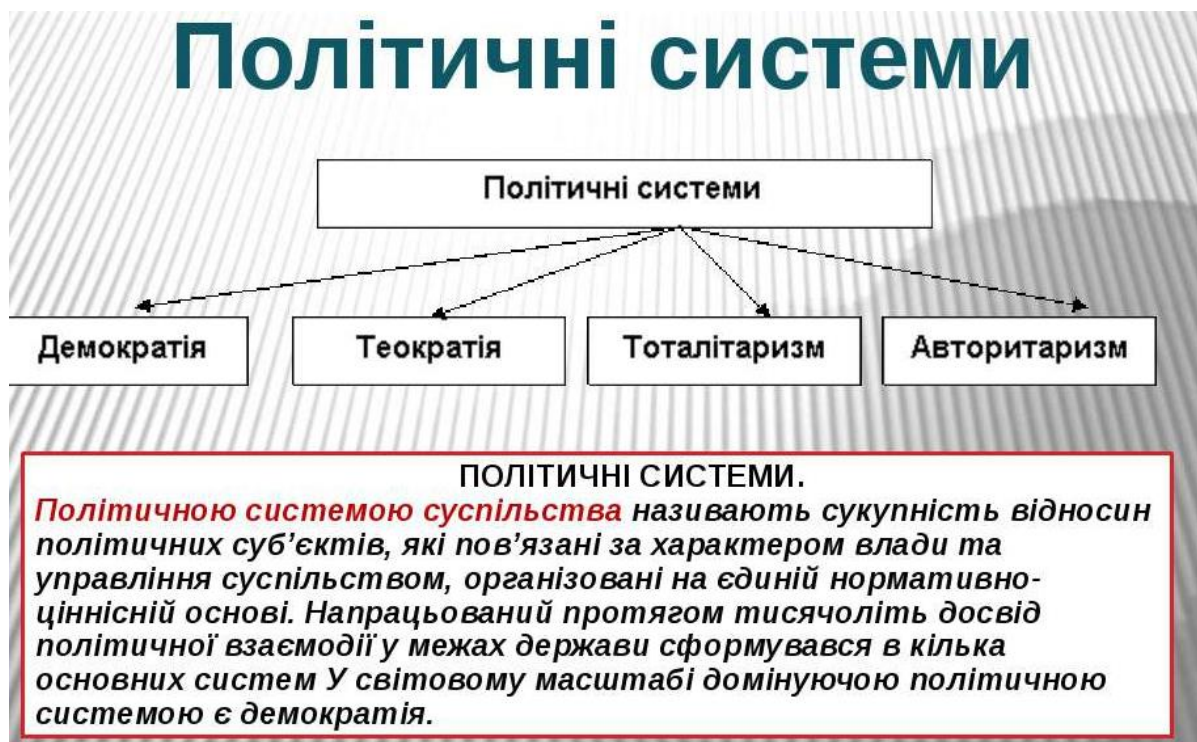 Політичні системи
Політичні системи
Демократія
Теократія
Тоталітаризм
Авторитаризм
ПОЛІТИЧНІ СИСТЕМИ.
Політичною системою суспільства називають сукупність відносин
політичних суб’єктів, які пов’язані за характером влади та
управління суспільством, організовані на єдиній нормативно-
ціннісній основі. Напрацьований протягом тисячоліть досвід
політичної взаємодії у межах держави сформувався в кілька
основних систем У світовому масштабі домінуючою політичною
системою є демократія.